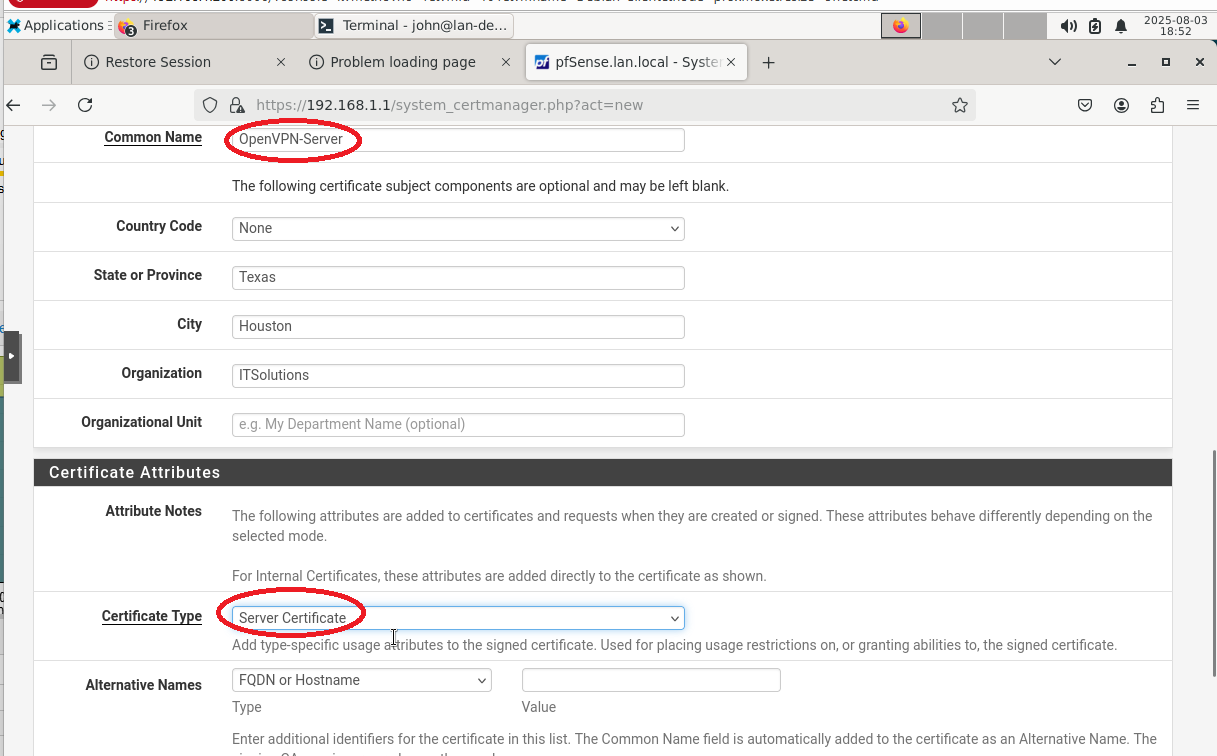 Applications
3
Firefox
Terminal - john@lan-de...
2025-08-03
18:52
Restore Session
Problem loading page
pf
pfSense.lan.local - Syste
https://192.168.1.1/system_certmanager.php?act=new
Common Name
OpenVPN-Server
The following certificate subject components are optional and may be left blank.
Country Code
None
State or Province
Texas
City
Houston
Organization
ITSolutions
Organizational Unit
e.g. My Department Name (optional)
Certificate Attributes
Attribute Notes
The following attributes are added to certificates and requests when they are created or signed. These attributes behave differently depending on the
selected mode.
For Internal Certificates, these attributes are added directly to the certificate as shown.
Certificate Type
Server Certificate
Add type-specific usage attributes to the signed certificate. Used for placing usage restrictions on, or granting abilities to, the signed certificate.
Alternative Names
FQDN or Hostname
Type
Value
Enter additional identifiers for the certificate in this list. The Common Name field is automatically added to the certificate as an Alternative Name. The